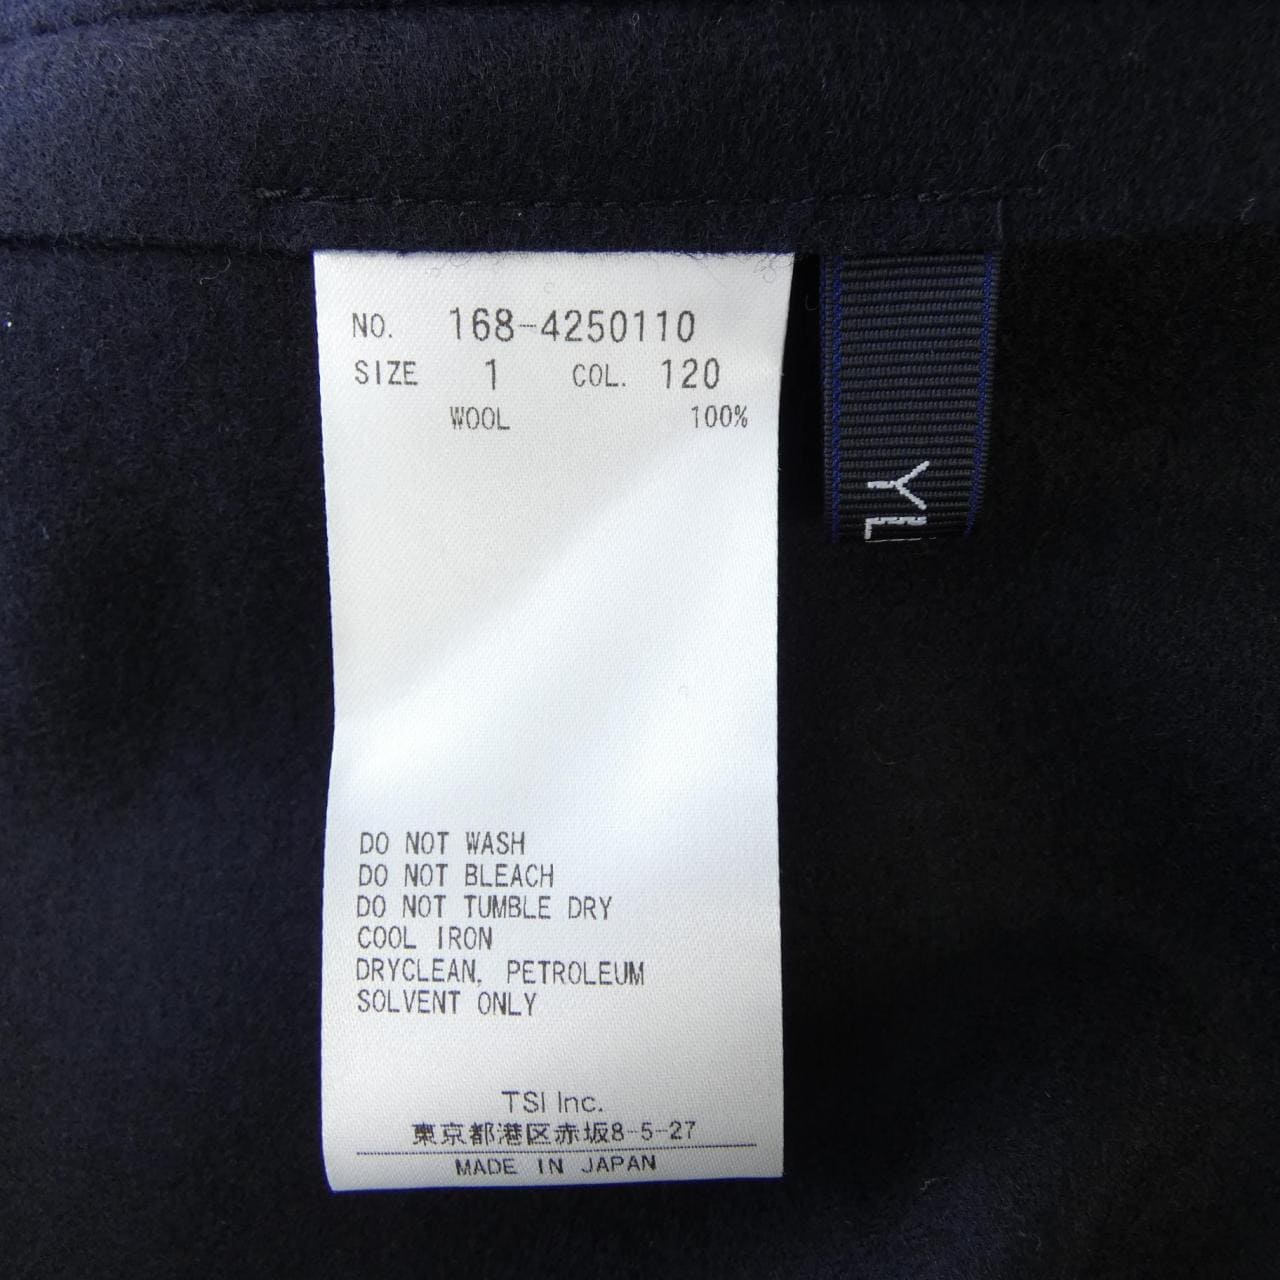 NO. 168-4250110
SIZE 1 COL. 120
WOOL 100%
DO NOT WASH
DO NOT BLEACH
DO NOT TUMBLE DRY
COOL IRON
DRYCLEAN, PETROLEUM
SOLVENT ONLY
TSI Inc.
東京都港区赤坂8-5-27
MADE IN JAPAN
YL